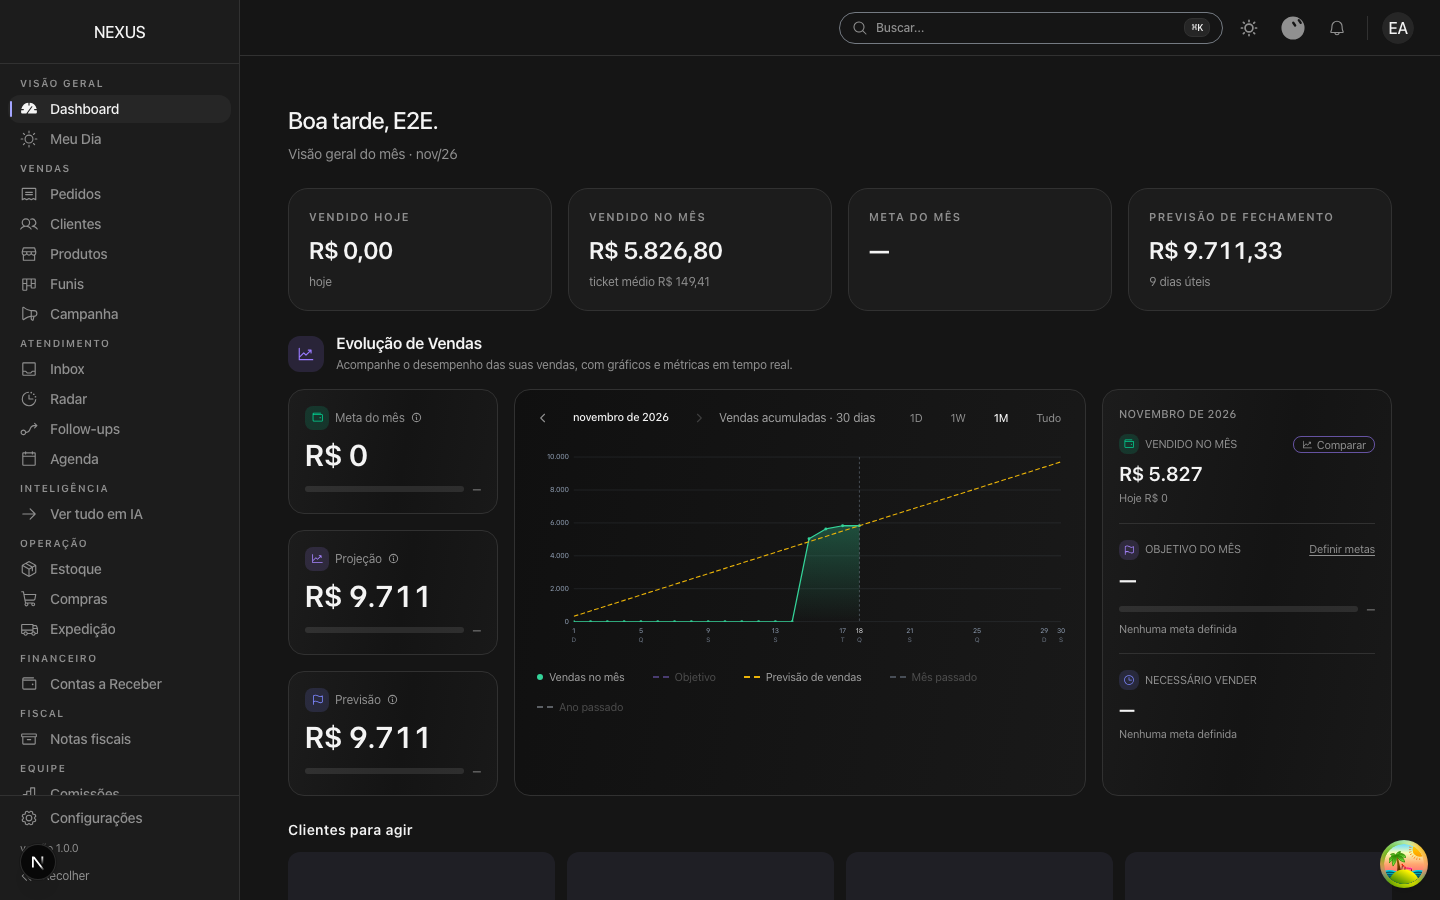 NEXUS
Buscar...
⌘K
EA
VISÃO GERAL
Dashboard
Meu Dia
VENDAS
Pedidos
Clientes
Produtos
Funis
Campanha
ATENDIMENTO
Inbox
Radar
Follow-ups
Agenda
INTELIGÊNCIA
Ver tudo em IA
OPERAÇÃO
Estoque
Compras
Expedição
FINANCEIRO
Contas a Receber
FISCAL
Notas fiscais
EQUIPE
Comissões
Configurações
1.0.0
N
colher
Boa tarde, E2E.
Visão geral do mês · nov/26
VENDIDO HOJE
R$ 0,00
hoje
VENDIDO NO MÊS
R$ 5.826,80
ticket médio R$ 149,41
META DO MÊS
—
PREVISÃO DE FECHAMENTO
R$ 9.711,33
9 dias úteis
Evolução de Vendas
Acompanhe o desempenho das suas vendas, com gráficos e métricas em tempo real.
Meta do mês
R$ 0
—
Projeção
R$ 9.711
—
Previsão
R$ 9.711
—
novembro de 2026
Vendas acumuladas · 30 dias
1D 1W 1M Tudo
10.000
8.000
6.000
4.000
2.000
0
1 5 9 13 17 18 21 25 29 30
D Q S S T Q S Q D S
Vendas no mês
Objetivo
Previsão de vendas
Mês passado
Ano passado
NOVEMBRO DE 2026
VENDIDO NO MÊS
Comparar
R$ 5.827
Hoje R$ 0
OBJETIVO DO MÊS
Definir metas
—
—
Nenhuma meta definida
NECESSÁRIO VENDER
—
Nenhuma meta definida
Clientes para agir